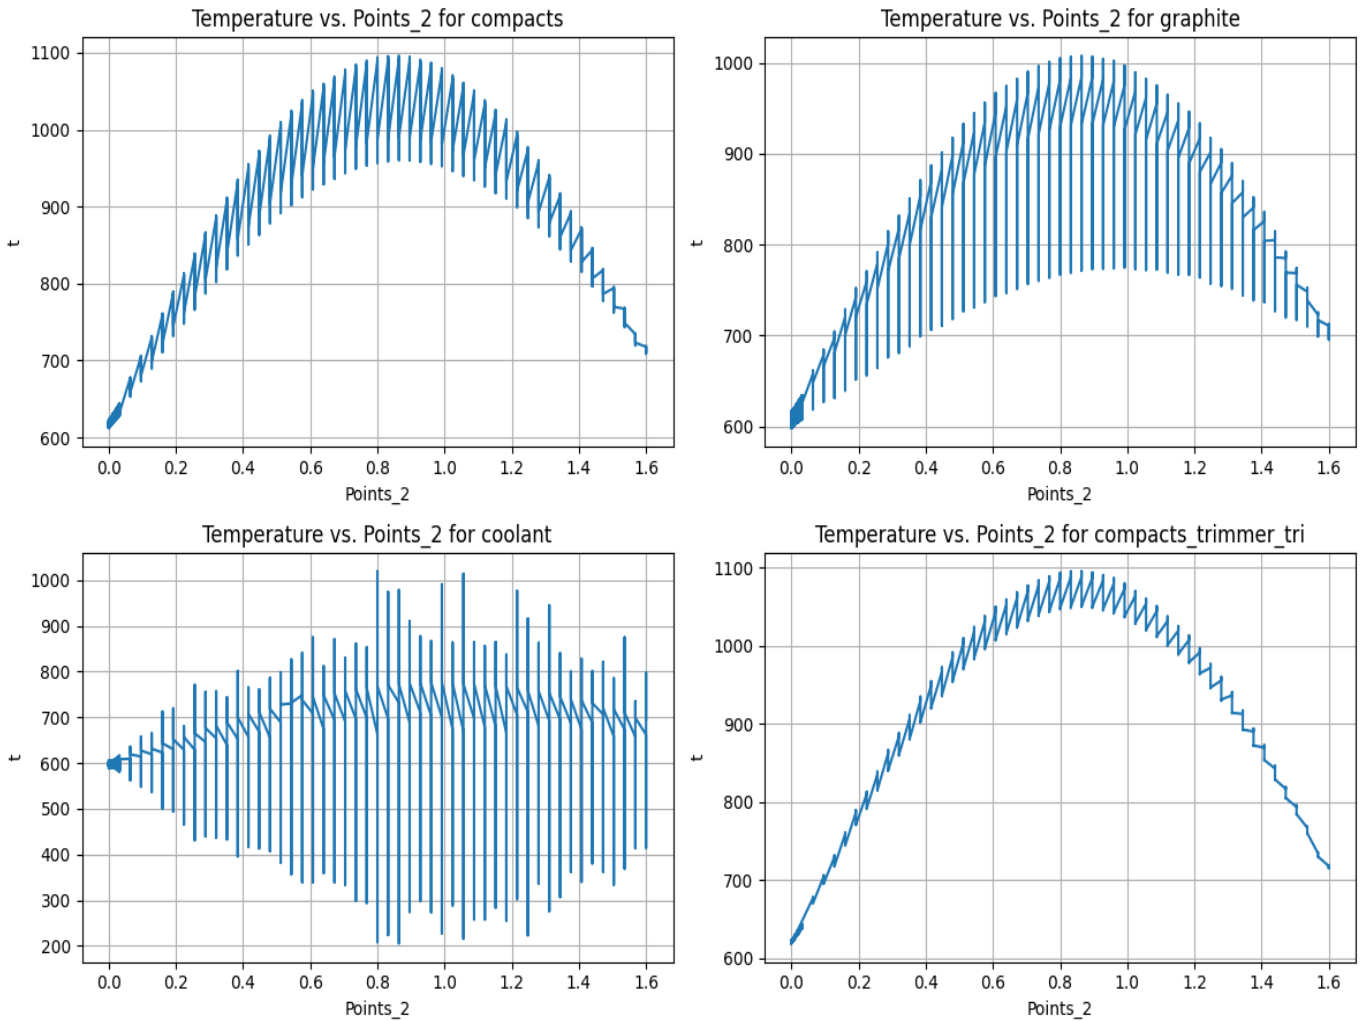 Temperature vs. Points_2 for compacts
1100
1000
900
800
700
600
t
0.0 0.2 0.4 0.6 0.8 1.0 1.2 1.4 1.6
Points_2
Temperature vs. Points_2 for graphite
1000
900
800
700
600
t
0.0 0.2 0.4 0.6 0.8 1.0 1.2 1.4 1.6
Points_2
Temperature vs. Points_2 for coolant
1000
900
800
700
600
500
400
300
200
t
0.0 0.2 0.4 0.6 0.8 1.0 1.2 1.4 1.6
Points_2
Temperature vs. Points_2 for compacts_trimmer_tri
1100
1000
900
800
700
600
t
0.0 0.2 0.4 0.6 0.8 1.0 1.2 1.4 1.6
Points_2